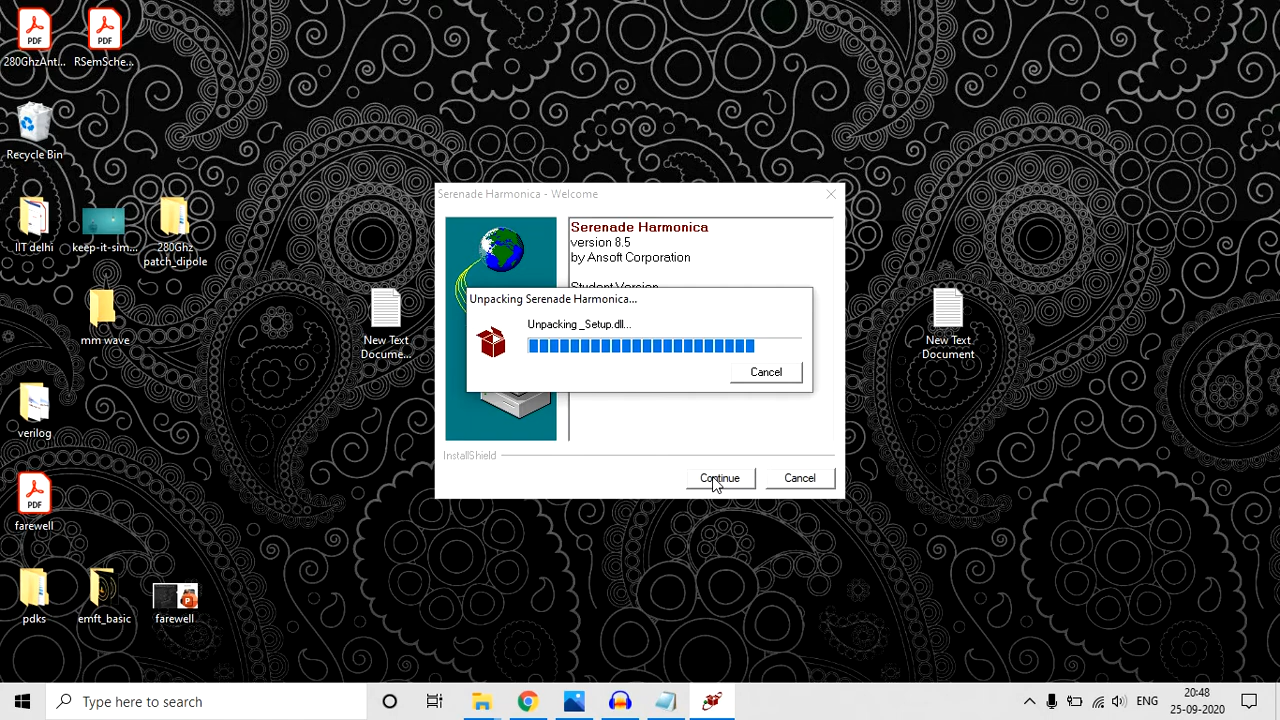 280GhzAnt...
RSemSche...
Recycle Bin
IIT delhi
keep-it-sim...
280Ghz
patch_dipole
mm wave
New Text
Docume...
New Text
Document
verilog
farewell
pdks
emft_basic
farewell
Serenade Harmonica - Welcome
Serenade Harmonica
version 8.5
by Ansoft Corporation
Student Version
Unpacking Serenade Harmonica...
Unpacking _Setup.dll...
Cancel
InstallShield
Continue
Cancel
Type here to search
ENG
20:48
25-09-2020